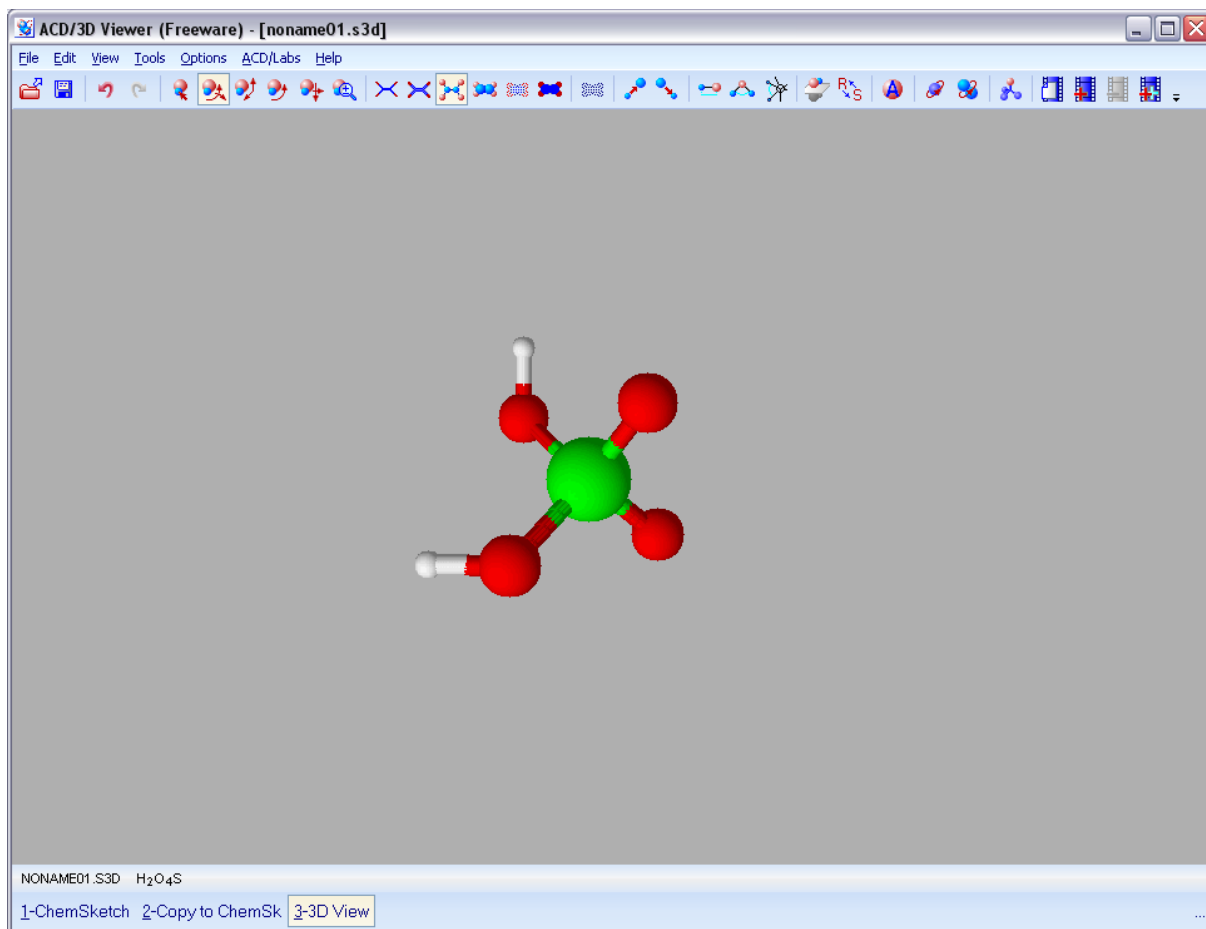 ACD/3D Viewer (Freeware) - [noname01.s3d]
File Edit View Tools Options ACD/Labs Help
R S A
NONAME01.S3D H₂O₄S
1-ChemSketch 2-Copy to ChemSk 3-3D View ...